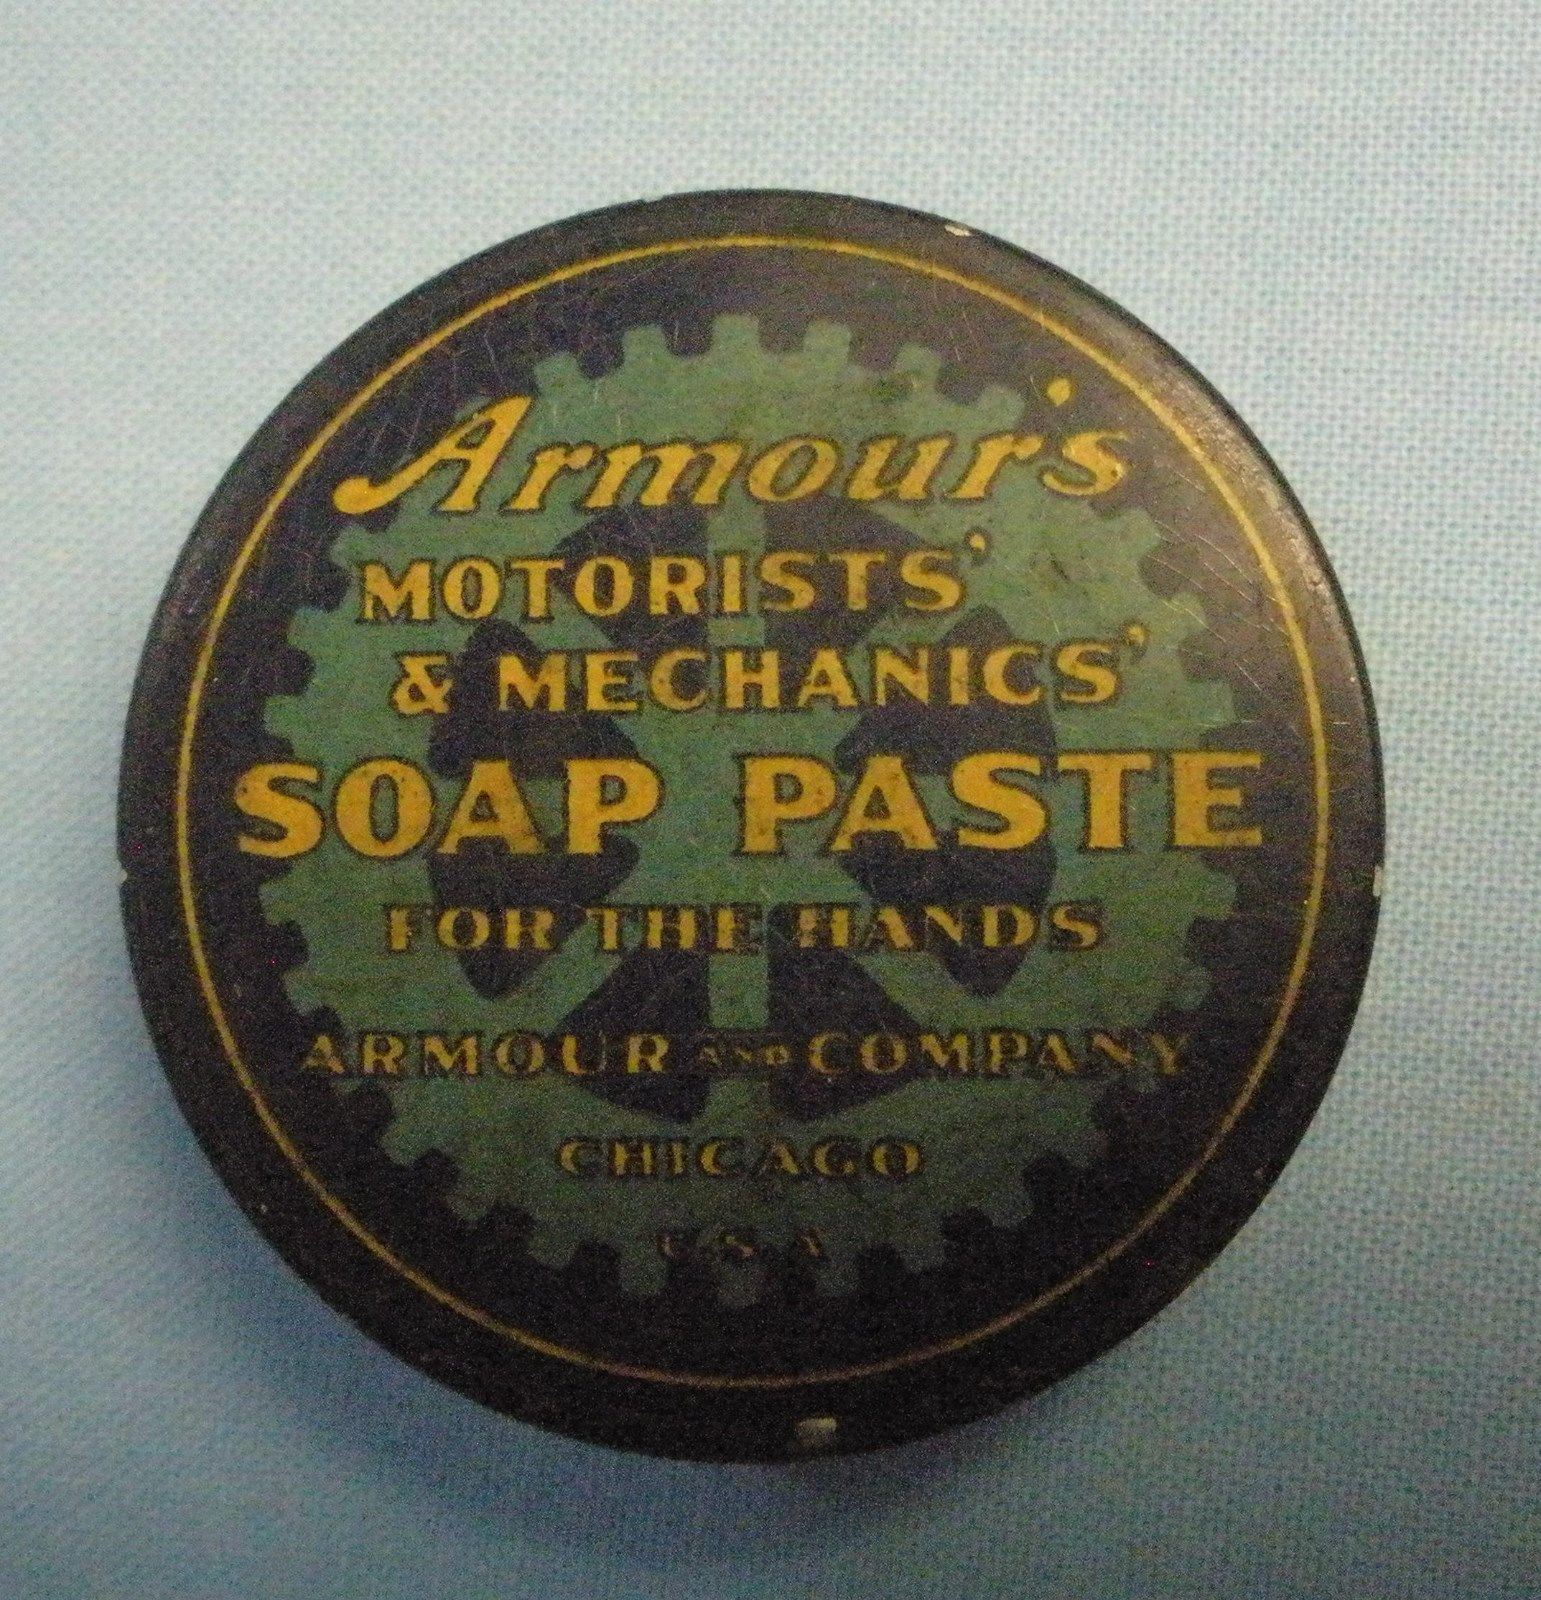 Armour's
MOTORISTS'
& MECHANICS'
SOAP PASTE
FOR THE HANDS
ARMOUR AND COMPANY
CHICAGO
U.S.A